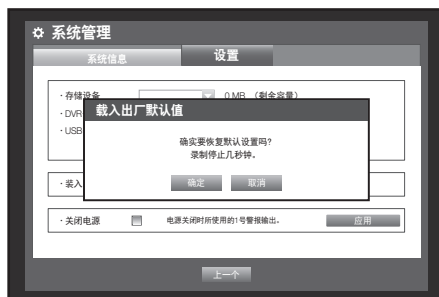 系统管理
系统信息 设置
· 存储设备 0 MB （剩余容量）
· DVR
· USB
载入出厂默认值
确实要恢复默认设置吗?
录制停止几秒钟。
确定 取消
· 装入
· 关闭电源 电源关闭时所使用的1号警报输出。 应用
上一个